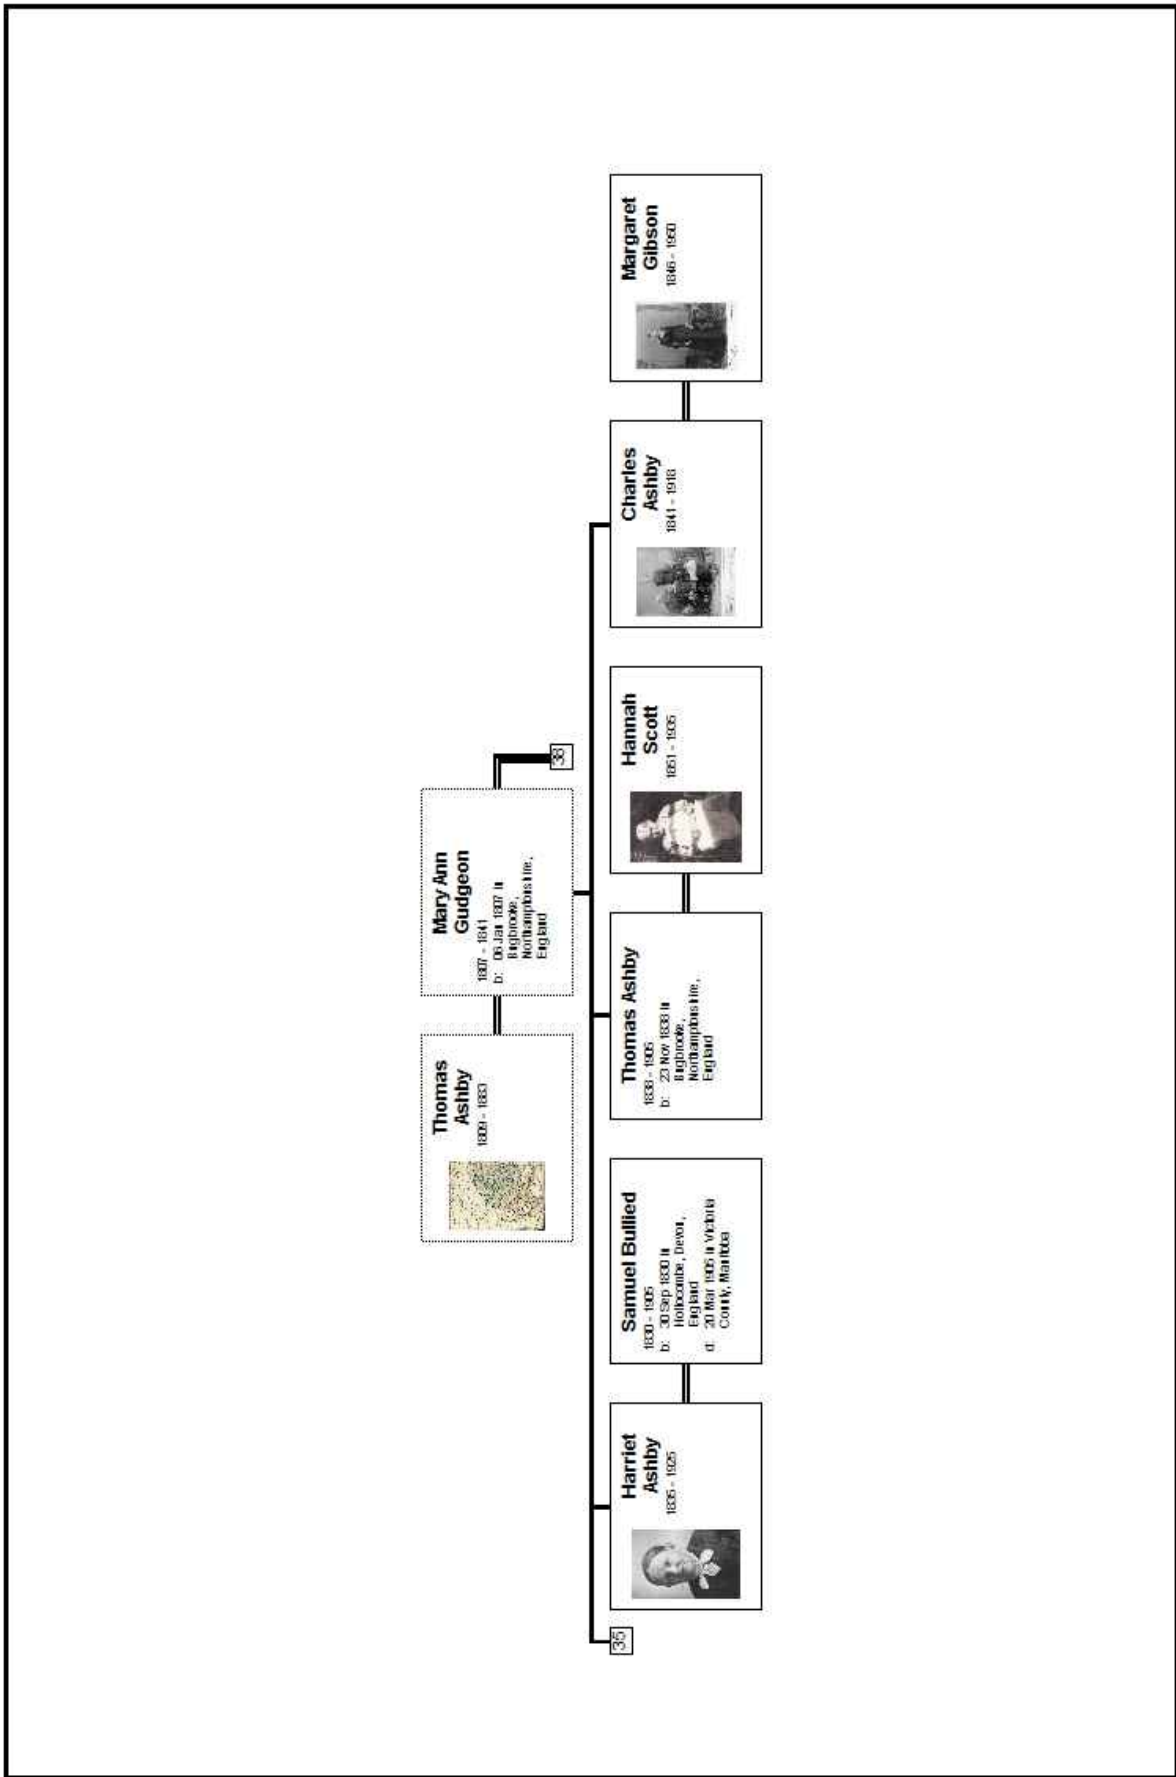 Thomas
Ashby
1809 - 1883
Mary Ann
Gudgeon
1807 - 1841
b: 06 Jan 1807 in
Bugbrooke,
Northamptonshire,
England
38
35
Harriet
Ashby
1835 - 1925
Samuel Bullied
1830 - 1905
b: 30 Sep 1830 in
Hollocombe, Devon,
England
d: 20 Mar 1905 in Victoria
County, Manitoba
Thomas Ashby
1838 - 1905
b: 23 Nov 1838 in
Bugbrooke,
Northamptonshire,
England
Hannah
Scott
1851 - 1935
Charles
Ashby
1841 - 1918
Margaret
Gibson
1846 - 1950